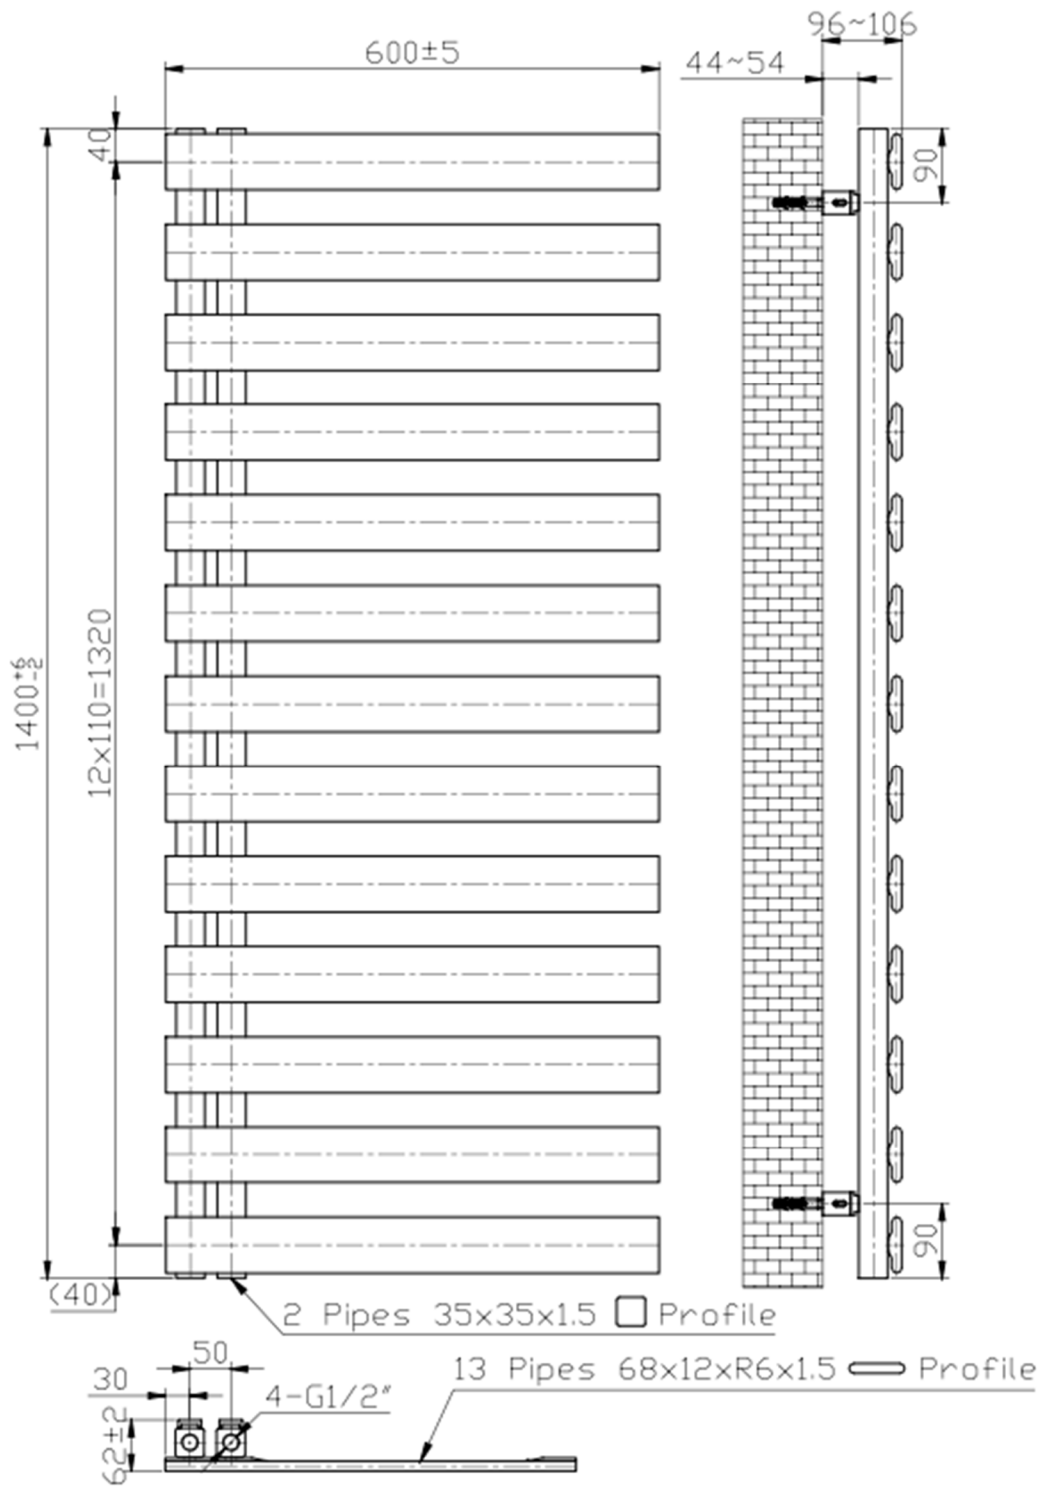 96~106
600±5
44~54
40
90
1400+6-2
12x110=1320
90
(40)
2 Pipes 35x35x1.5 Profile
50
13 Pipes 68x12xR6x1.5 Profile
30
4-G1/2"
62±2